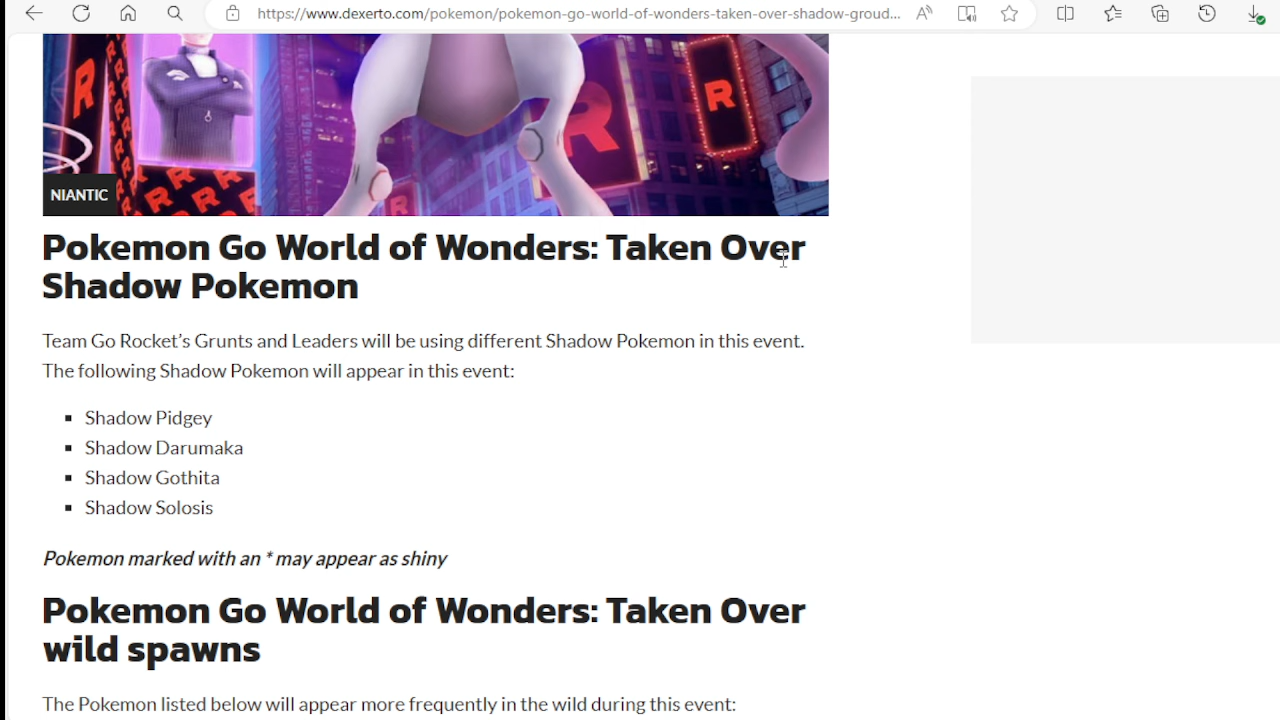 https://www.dexerto.com/pokemon/pokemon-go-world-of-wonders-taken-over-shadow-groud...
R
R
R
R
NIANTIC
Pokemon Go World of Wonders: Taken Over
Shadow Pokemon
Team Go Rocket’s Grunts and Leaders will be using different Shadow Pokemon in this event.
The following Shadow Pokemon will appear in this event:
▪ Shadow Pidgey
▪ Shadow Darumaka
▪ Shadow Gothita
▪ Shadow Solosis
Pokemon marked with an * may appear as shiny
Pokemon Go World of Wonders: Taken Over
wild spawns
The Pokemon listed below will appear more frequently in the wild during this event: